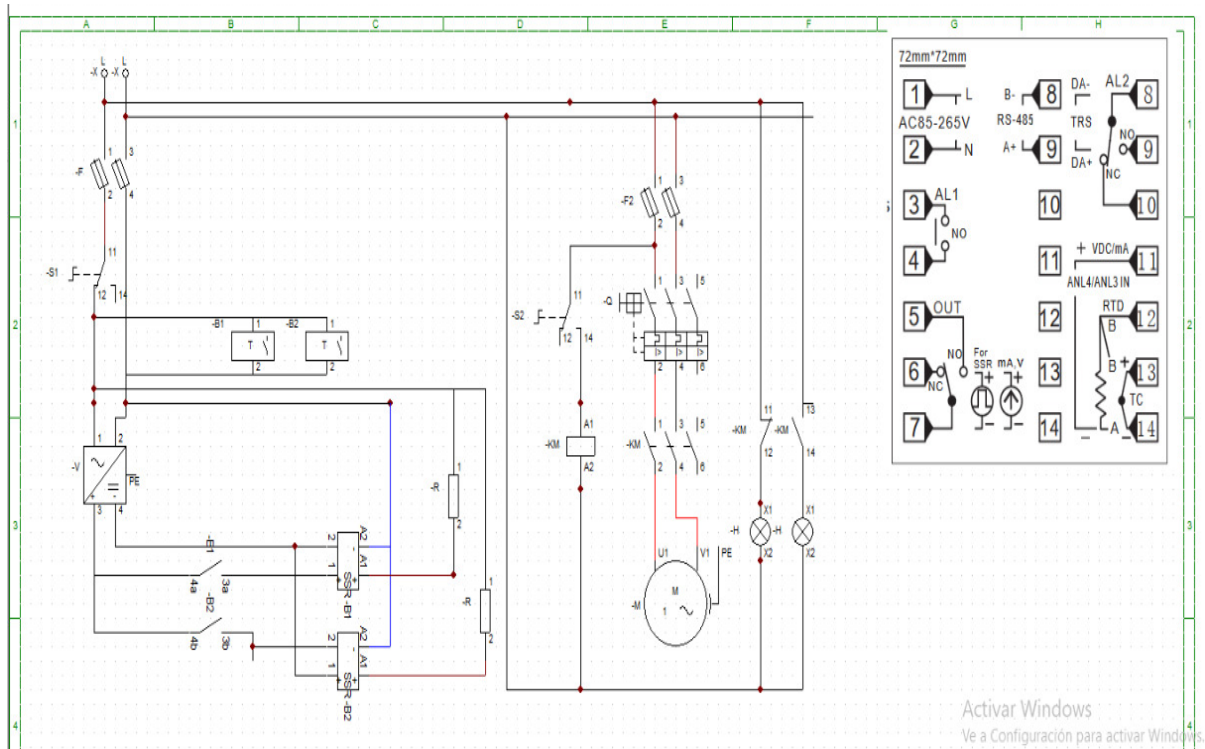 A B C D E F G H
L L
-X -X
1 3
-F
2 4
11
-S1
12 14
-B1 1 -B2 1
T T
2 2
1 2
-V
PE
+ -
3 4
-B1
4a 3a
-B2
4b 3b
2 A2
-
1 A1
+ +
SSR-B1
2 A2
-
1 A1
+ +
SSR-B2
1
-R
2
1
-R
2
11
-S2
12 14
A1
-KM
A2
1 3
-F2
2 4
1 3 5
-Q
I> I> I>
2 4 6
1 3 5
-KM
2 4 6
U1 V1 PE
M
-M
1
11 13
-KM -KM
12 14
X1 X1
-H -H
X2 X2
72mm*72mm
1 L
AC85-265V
2 N
3 AL1
NO
4
5 OUT
6 NO
NC
7
For
SSR mA,V
+ +
- -
B- 8
RS-485
A+ 9
10
11
12
13
14
DA- AL2 8
TRS
NO
DA+ 9
NC
10
+ VDC/mA
11
ANL4/ANL3 IN
RTD
B 12
B + 13
TC
- A - 14
1 1
2 2
3 3
4 4
Activar Windows
Ve a Configuración para activar Windows.